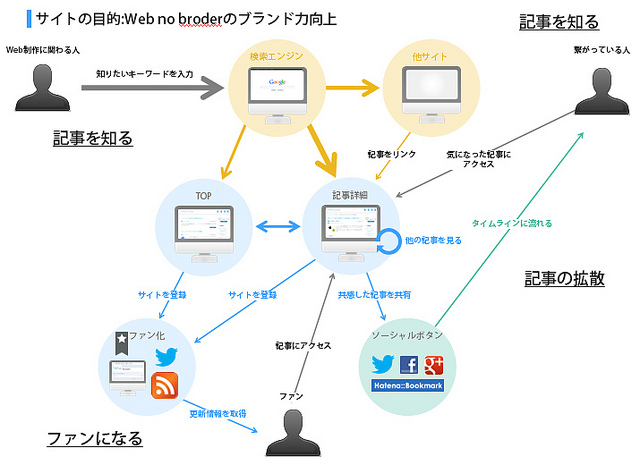 サイトの目的:Web no broderのブランド力向上
記事を知る
Web制作に関わる人
検索エンジン
他サイト
繋がっている人
知りたいキーワードを入力
Google
記事を知る
記事をリンク
気になった記事に
アクセス
TOP
記事詳細
タイムラインに流れる
他の記事を見る
記事の拡散
サイトを登録
サイトを登録
共感した記事を共有
ファン化
記事にアクセス
ソーシャルボタン
f
g+1
Hatena::Bookmark
ファン
更新情報を取得
ファンになる